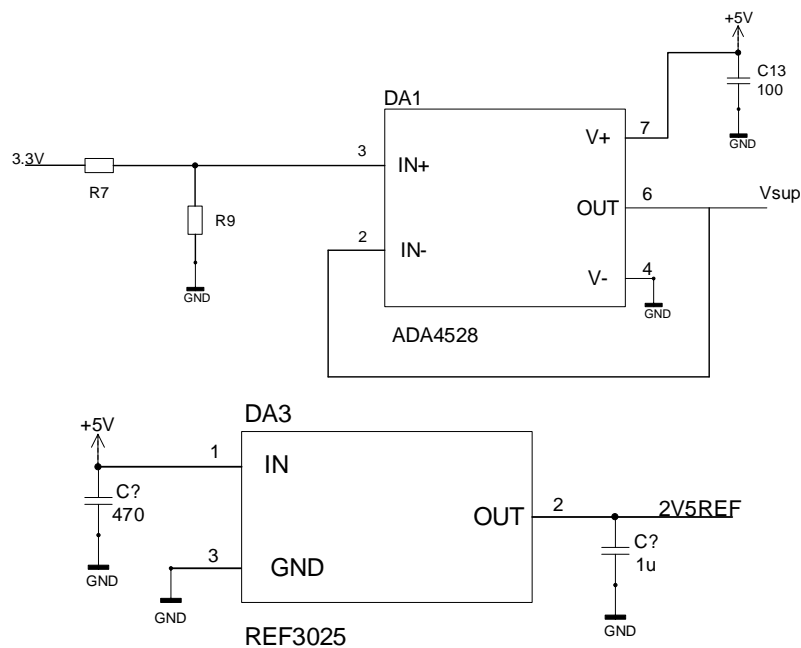 +5V
C13
100
GND
DA1
3.3V
R7
R9
GND
3
IN+
2
IN-
V+
7
OUT
6
Vsup
V-
4
GND
ADA4528
DA3
+5V
C?
470
GND
1
IN
3
GND
GND
OUT
2
2V5REF
C?
1u
GND
REF3025